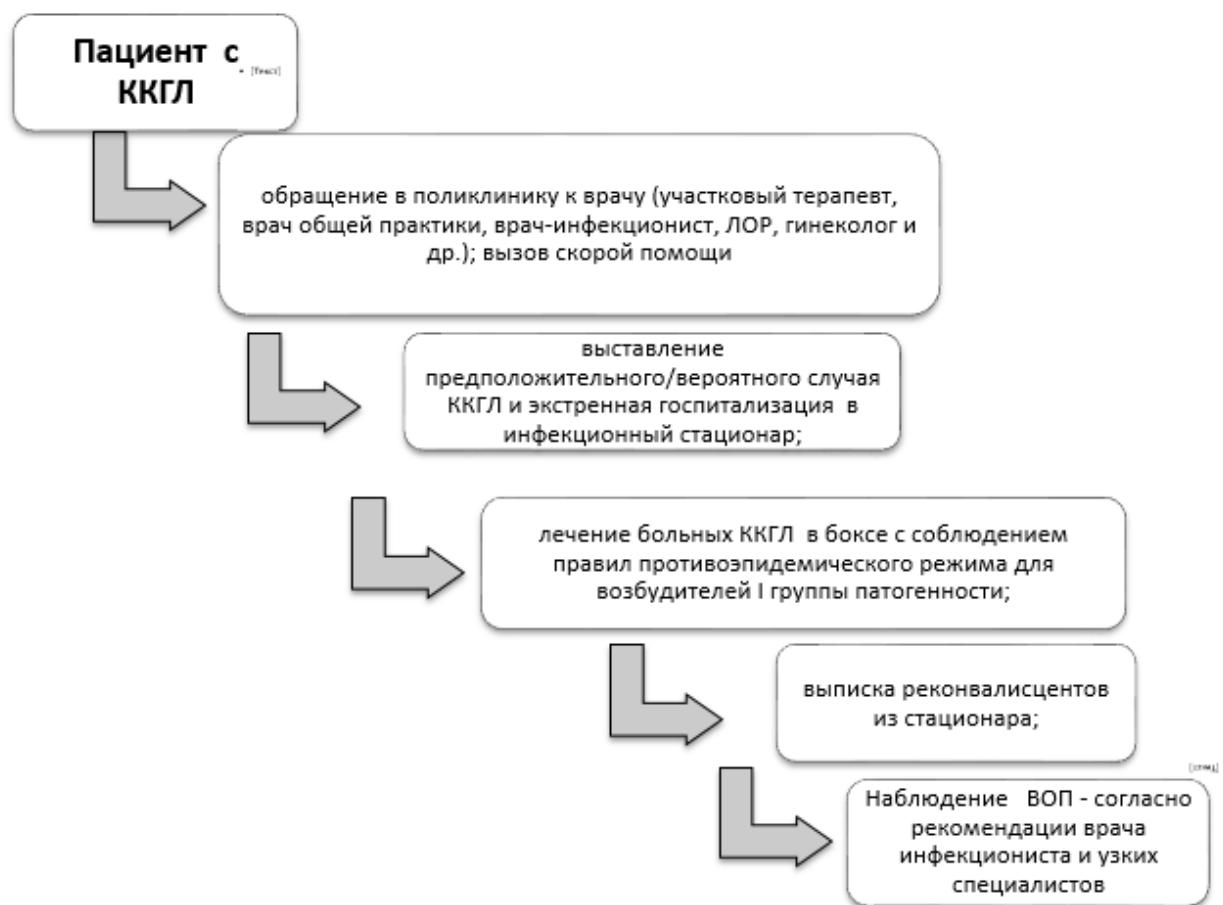 Пациент с
• [Текст]
ККГЛ
обращение в поликлинику к врачу (участковый терапевт,
врач общей практики, врач-инфекционист, ЛОР, гинеколог и
др.); вызов скорой помощи
выставление
предположительного/вероятного случая
ККГЛ и экстренная госпитализация в
инфекционный стационар;
лечение больных ККГЛ в боксе с соблюдением
правил противоэпидемического режима для
возбудителей I группы патогенности;
выписка реконвалисцентов
из стационара;
Наблюдение ВОП - согласно
рекомендации врача
инфекциониста и узких
специалистов